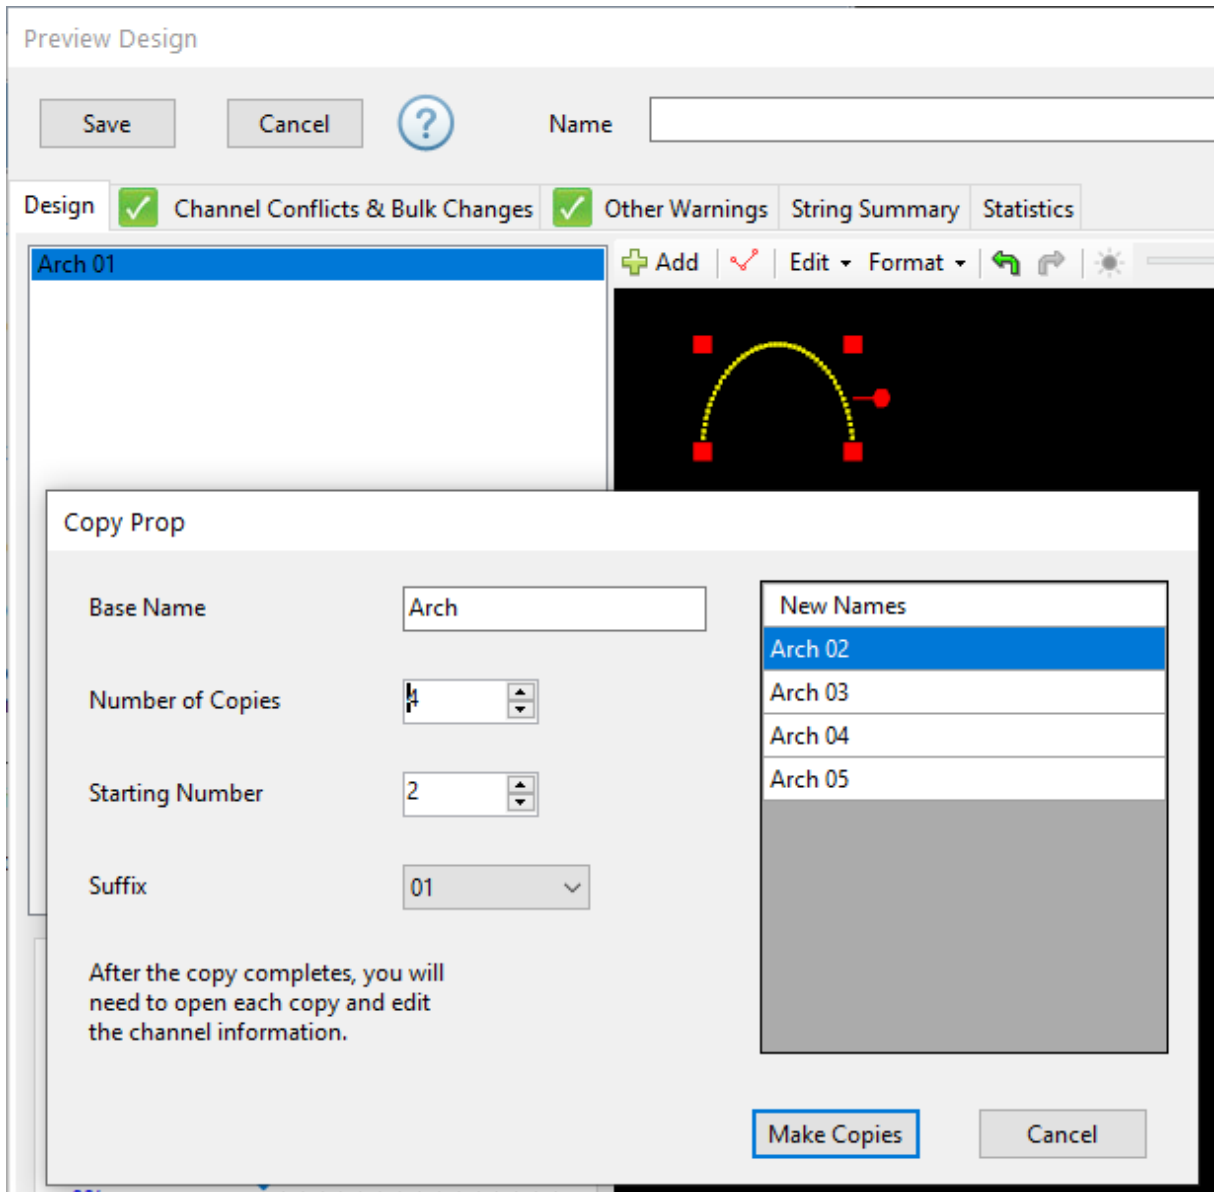 Preview Design
Save
Cancel
?
Name
Design
Channel Conflicts & Bulk Changes
Other Warnings
String Summary
Statistics
Arch 01
Add
Edit
Format
Copy Prop
Base Name
Arch
Number of Copies
4
Starting Number
2
Suffix
01
After the copy completes, you will
need to open each copy and edit
the channel information.
New Names
Arch 02
Arch 03
Arch 04
Arch 05
Make Copies
Cancel